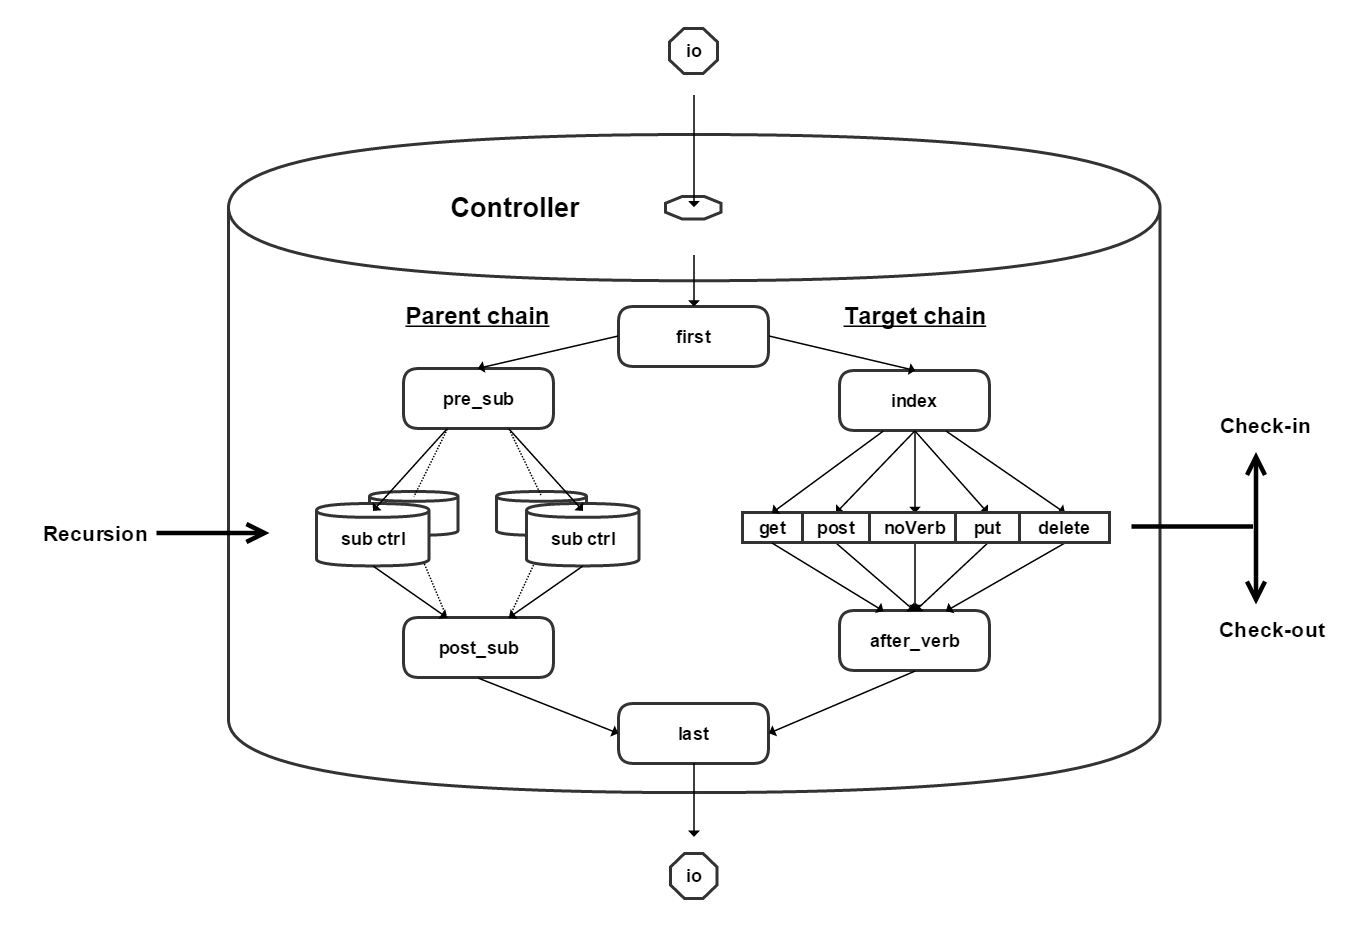 io
Controller
Parent chain
first
Target chain
pre_sub
index
Check-in
get
post
noVerb
put
delete
Recursion
sub ctrl
sub ctrl
Check-out
post_sub
after_verb
last
io